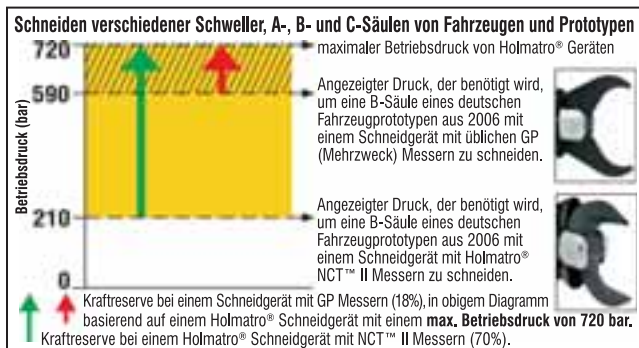 Schneiden verschiedener Schweller, A-, B- und C-Säulen von Fahrzeugen und Prototypen
720
maximaler Betriebsdruck von Holmatro® Geräten
590
Angezeigter Druck, der benötigt wird,
um eine B-Säule eines deutschen
Fahrzeugprototypen aus 2006 mit
einem Schneidgerät mit üblichen GP
(Mehrzweck) Messern zu schneiden.
Betriebsdruck (bar)
210
Angezeigter Druck, der benötigt wird,
um eine B-Säule eines deutschen
Fahrzeugprototypen aus 2006 mit
einem Schneidgerät mit Holmatro®
NCT™ II Messern zu schneiden.
0
Kraftreserve bei einem Schneidgerät mit GP Messern (18%), in obigem Diagramm
basierend auf einem Holmatro® Schneidgerät mit einem max. Betriebsdruck von 720 bar.
Kraftreserve bei einem Holmatro® Schneidgerät mit NCT™ II Messern (70%).